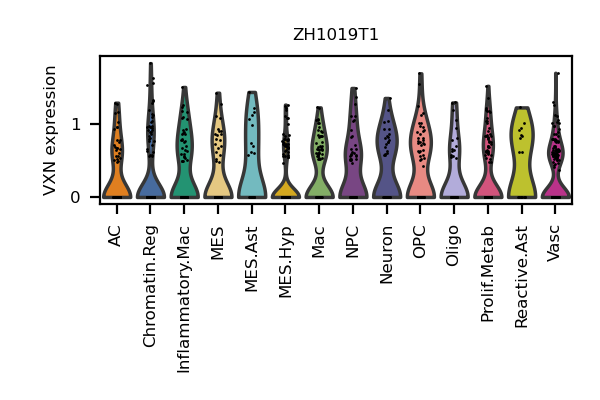 ZH1019T1
VXN expression
1
0
AC
Chromatin.Reg
Inflammatory.Mac
MES
MES.Ast
MES.Hyp
Mac
NPC
Neuron
OPC
Oligo
Prolif.Metab
Reactive.Ast
Vasc